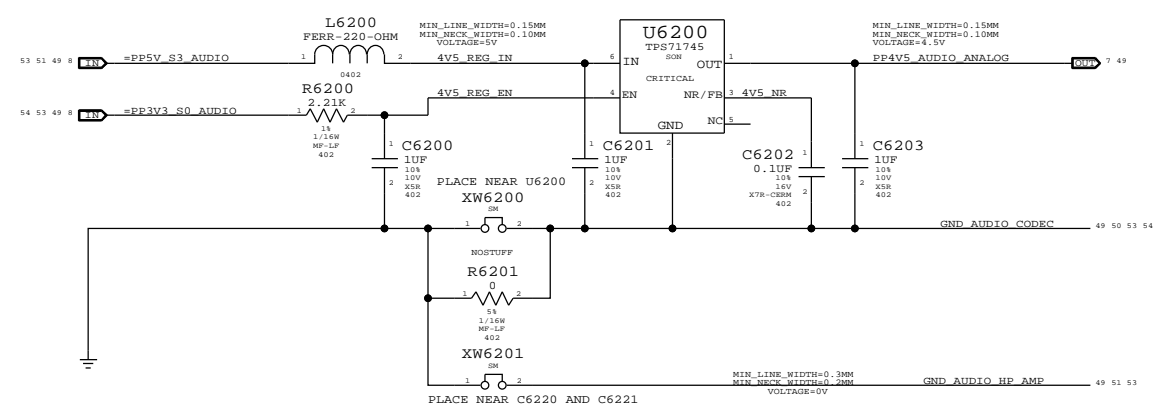 L6200
FERR-220-OHM
1 2
0402
MIN_LINE_WIDTH=0.15MM
MIN_NECK_WIDTH=0.10MM
VOLTAGE=5V
U6200
TPS71745
SON
CRITICAL
IN
OUT
EN
NR/FB
NC
GND
6
4
1
3
5
2
MIN_LINE_WIDTH=0.15MM
MIN_NECK_WIDTH=0.10MM
VOLTAGE=4.5V
53 51 49 8 IN =PP5V_S3_AUDIO
4V5_REG_IN
PP4V5_AUDIO_ANALOG
OUT 7 49
R6200
2.21K
1 2
1%
1/16W
MF-LF
402
54 53 49 8 IN =PP3V3_S0_AUDIO
4V5_REG_EN
4V5_NR
1
C6200
1UF
10%
10V
X5R
402
2
1
C6201
1UF
10%
10V
X5R
402
2
C6202
0.1UF
10%
16V
X7R-CERM
402
1
2
1
C6203
1UF
10%
10V
X5R
402
2
PLACE NEAR U6200
XW6200
SM
1 2
GND_AUDIO_CODEC
49 50 53 54
NOSTUFF
R6201
0
1 2
5%
1/16W
MF-LF
402
XW6201
SM
1 2
PLACE NEAR C6220 AND C6221
MIN_LINE_WIDTH=0.3MM
MIN_NECK_WIDTH=0.2MM
VOLTAGE=0V
GND_AUDIO_HP_AMP
49 51 53